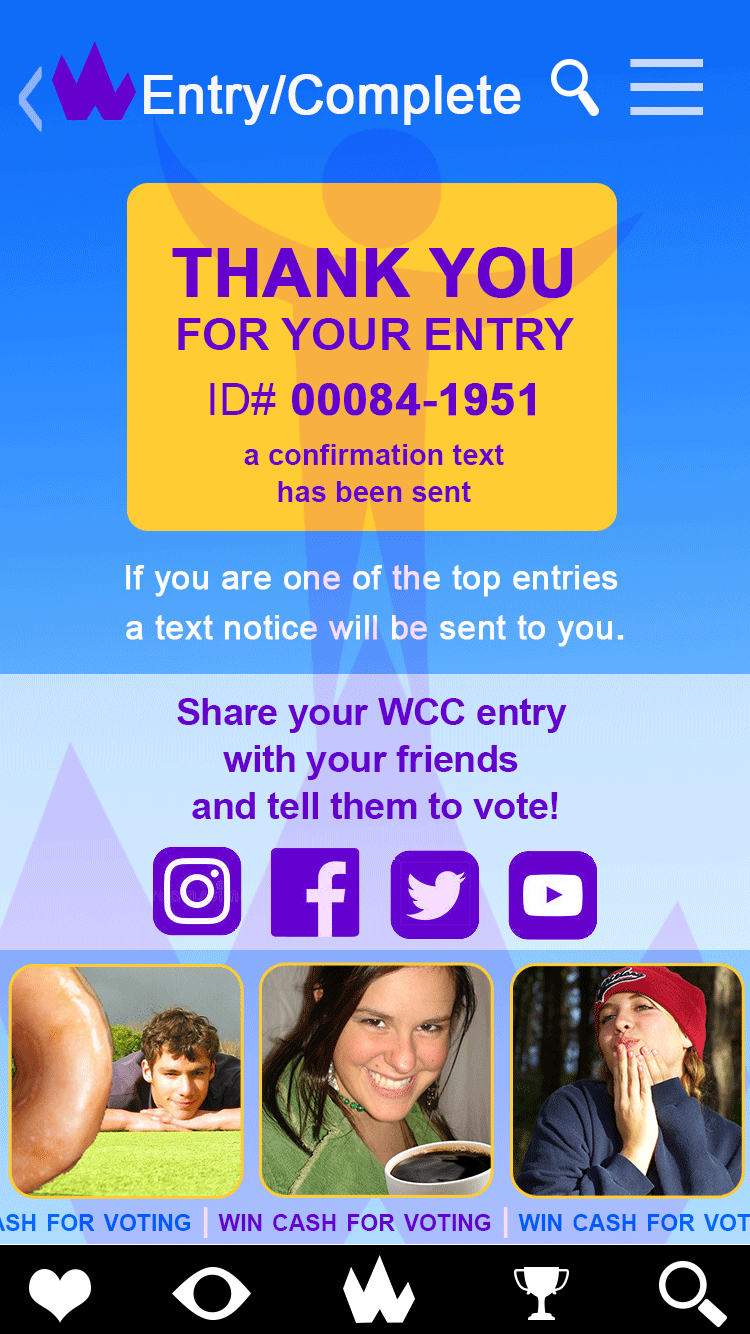 Entry/Complete
THANK YOU
FOR YOUR ENTRY
ID# 00084-1951
a confirmation text
has been sent
If you are one of the top entries
a text notice will be sent to you.
Share your WCC entry
with your friends
and tell them to vote!
ASH FOR VOTING | WIN CASH FOR VOTING | WIN CASH FOR VOT